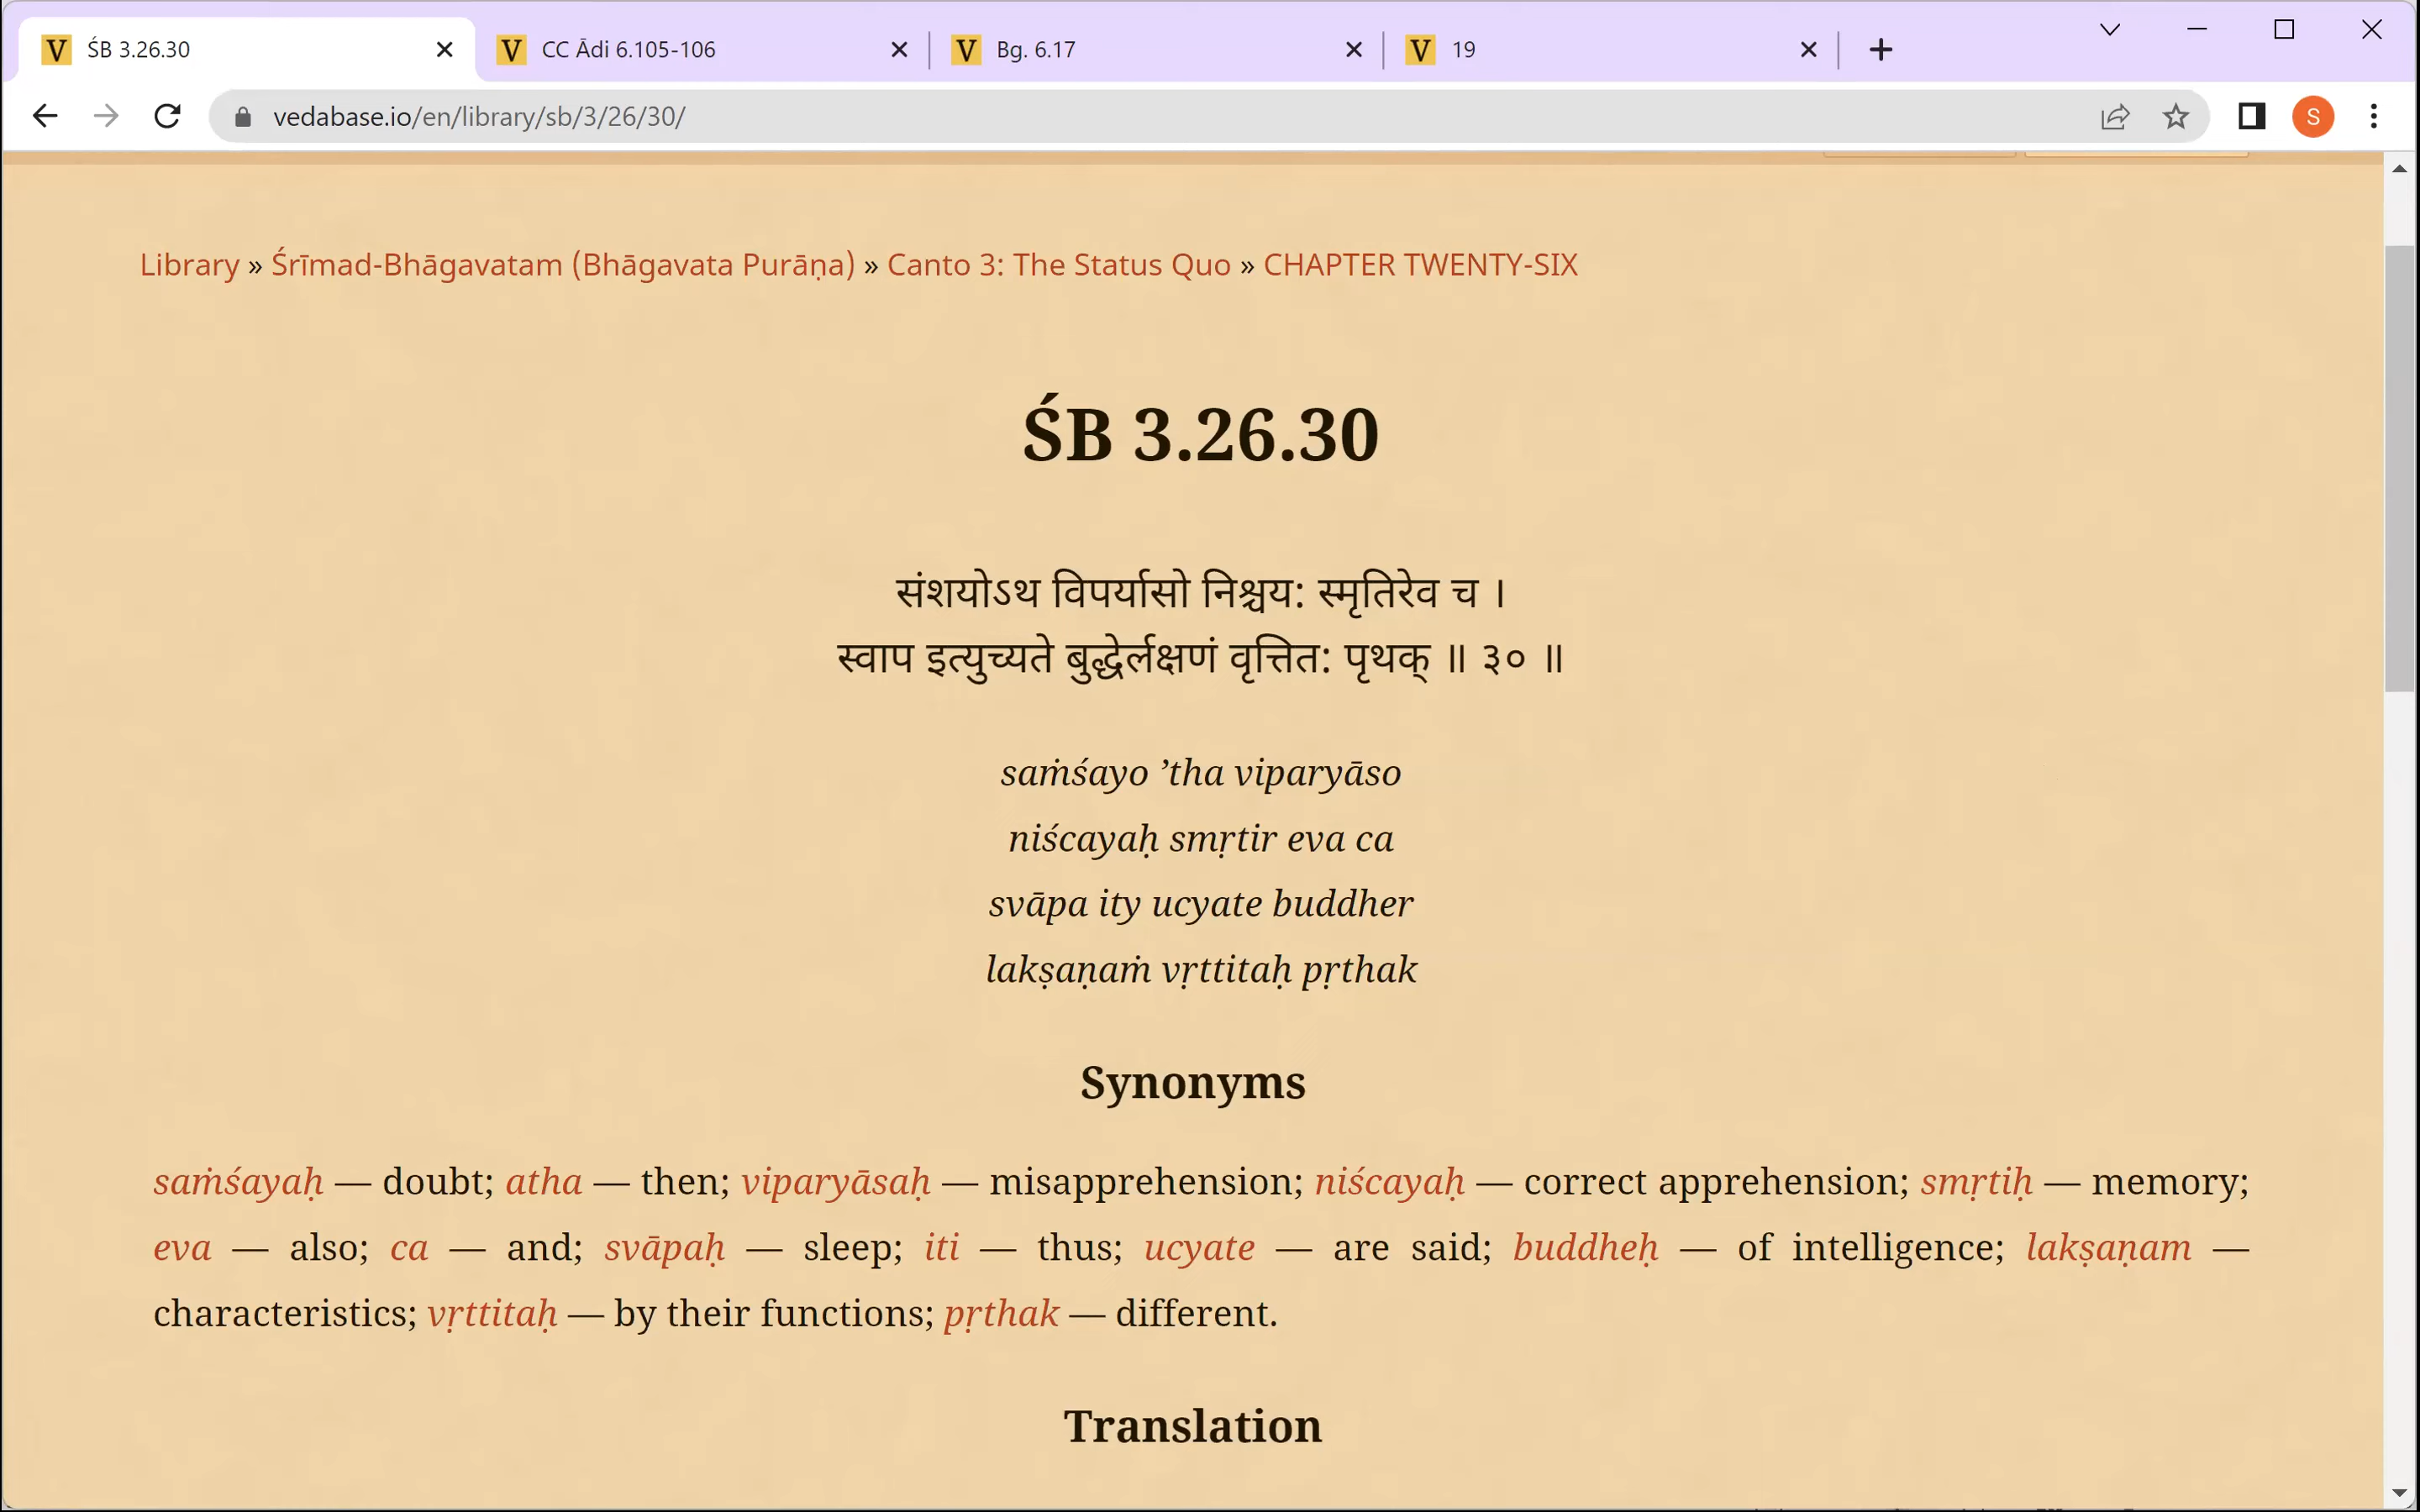 ŚB 3.26.30
CC Ādi 6.105-106
Bg. 6.17
19
vedabase.io/en/library/sb/3/26/30/
S
Library » Śrīmad-Bhāgavatam (Bhāgavata Purāṇa) » Canto 3: The Status Quo » CHAPTER TWENTY-SIX
ŚB 3.26.30
संशयोऽथ विपर्यासो निश्चय: स्मृतिरेव च ।
स्वाप इत्युच्यते बुद्धेर्लक्षणं वृत्तित: पृथक् ॥ ३० ॥
saṁśayo ’tha viparyāso
niścayaḥ smṛtir eva ca
svāpa ity ucyate buddher
lakṣaṇaṁ vṛttitaḥ pṛthak
Synonyms
saṁśayaḥ — doubt; atha — then; viparyāsaḥ — misapprehension; niścayaḥ — correct apprehension; smṛtiḥ — memory;
eva — also; ca — and; svāpaḥ — sleep; iti — thus; ucyate — are said; buddheḥ — of intelligence; lakṣaṇam —
characteristics; vṛttitaḥ — by their functions; pṛthak — different.
Translation